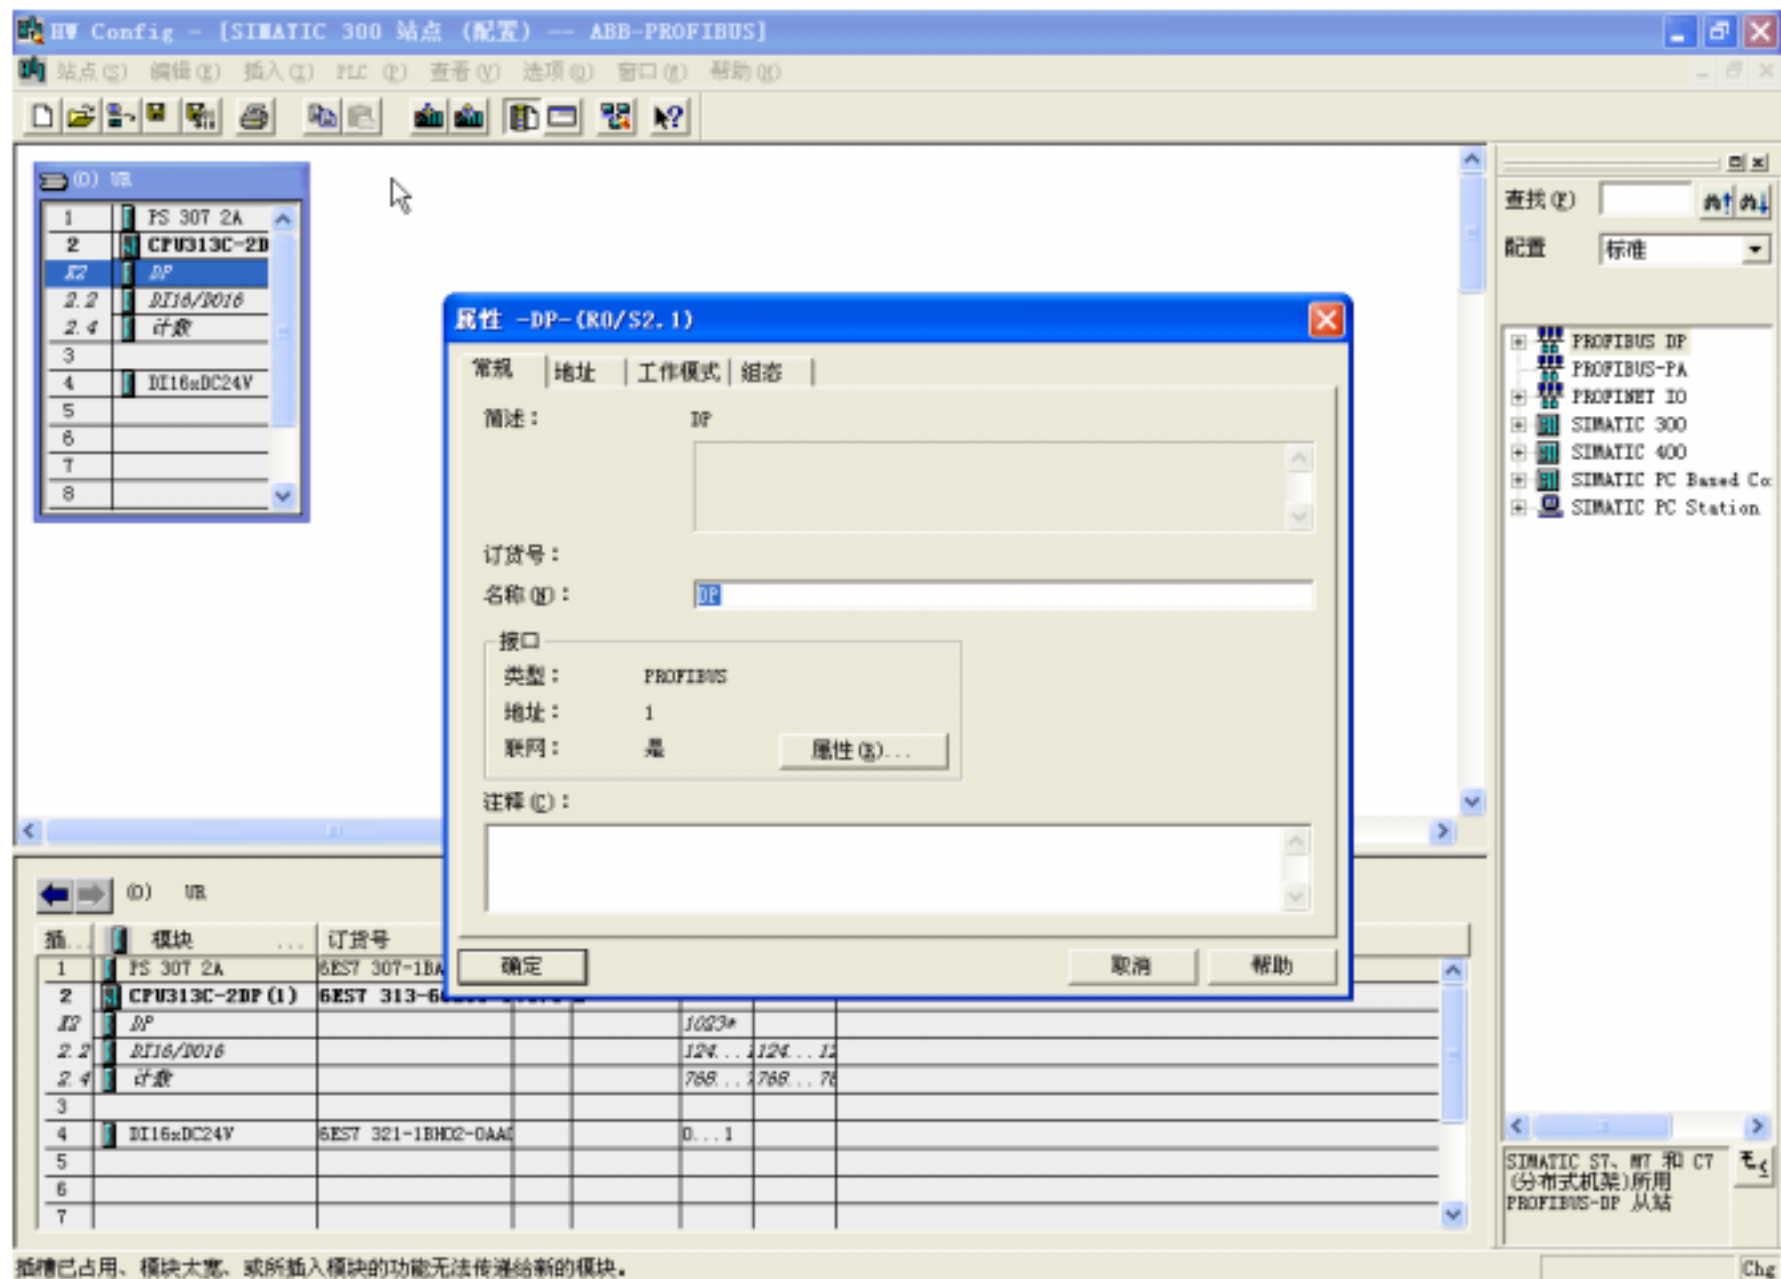 HW Config - [SIMATIC 300 站点 (配置) -- ABB-PROFIBUS]
站点(S) 编辑(E) 插入(I) PLC (P) 查看(V) 选项(O) 窗口(W) 帮助(H)
(0) UR
1 PS 307 2A
2 CPU313C-2D
X2 DP
2.2 DI16/DO16
2.4 计数
3
4 DI16xDC24V
5
6
7
8
属性 -DP-(R0/S2.1)
常规 地址 工作模式 组态
简述: DP
订货号:
名称(N): DP
接口
类型: PROFIBUS
地址: 1
联网: 是 属性(R)...
注释(C):
确定 取消 帮助
查找(F)
配置 标准
PROFIBUS DP
PROFIBUS-PA
PROFINET IO
SIMATIC 300
SIMATIC 400
SIMATIC PC Based Co
SIMATIC PC Station
(0) UR
插... 模块 ... 订货号
1 PS 307 2A 6ES7 307-1BA
2 CPU313C-2DP(1) 6ES7 313-6
X2 DP 1023*
2.2 DI16/DO16 124... 124...12
2.4 计数 768... 768...76
3
4 DI16xDC24V 6ES7 321-1BH02-0AA0 0...1
5
6
7
SIMATIC S7、M7 和 C7
(分布式机架)所用
PROFIBUS-DP 从站
插槽已占用、模块太宽、或所插入模块的功能无法传递给新的模块。
Chg